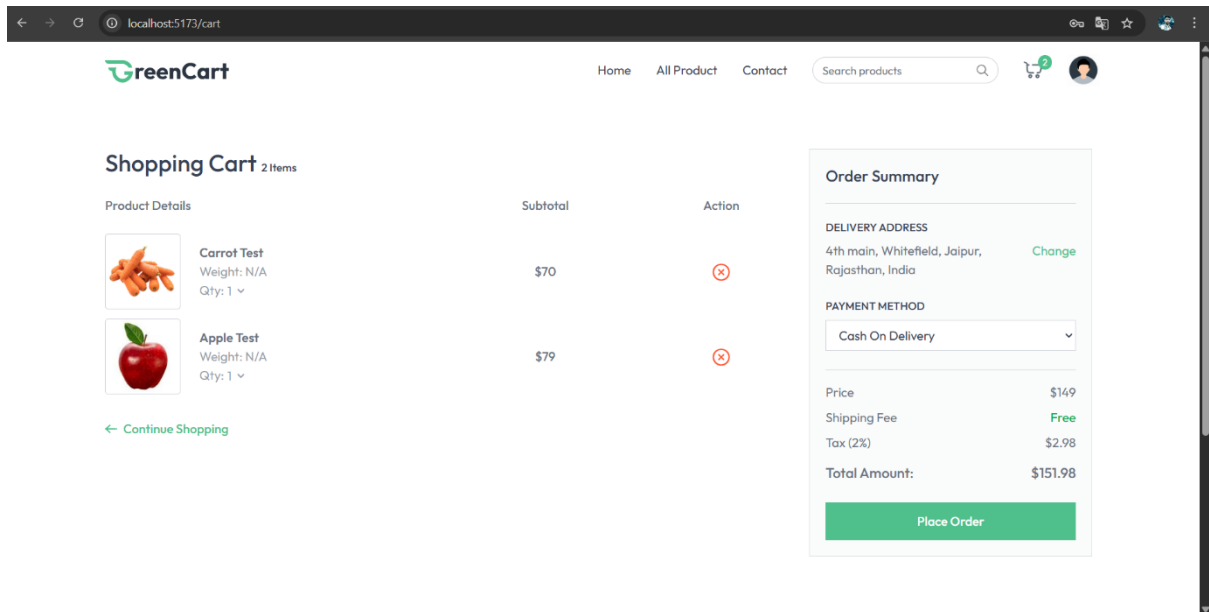 localhost:5173/cart
GreenCart
Home All Product Contact Search products 2
Shopping Cart 2 Items
Product Details Subtotal Action
Carrot Test
Weight: N/A
Qty: 1
$70
Apple Test
Weight: N/A
Qty: 1
$79
Continue Shopping
Order Summary
DELIVERY ADDRESS
4th main, Whitefield, Jaipur,
Rajasthan, India
Change
PAYMENT METHOD
Cash On Delivery
Price $149
Shipping Fee Free
Tax (2%) $2.98
Total Amount: $151.98
Place Order